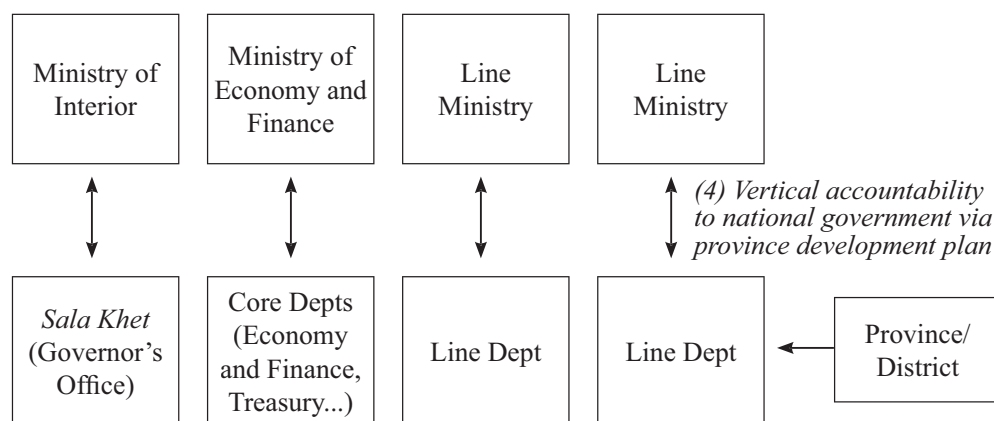 Ministry of
Interior
Ministry of
Economy and
Finance
Line
Ministry
Line
Ministry
(4) Vertical accountability
to national government via
province development plan
Sala Khet
(Governor’s
Office)
Core Depts
(Economy
and Finance,
Treasury...)
Line Dept
Line Dept
Province/
District